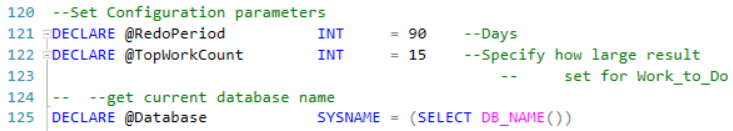 120 --Set Configuration parameters
121 DECLARE @RedoPeriod INT = 90 --Days
122 DECLARE @TopWorkCount INT = 15 --Specify how large result
123 -- set for Work_to_Do
124 -- --get current database name
125 DECLARE @Database SYSNAME = (SELECT DB_NAME())